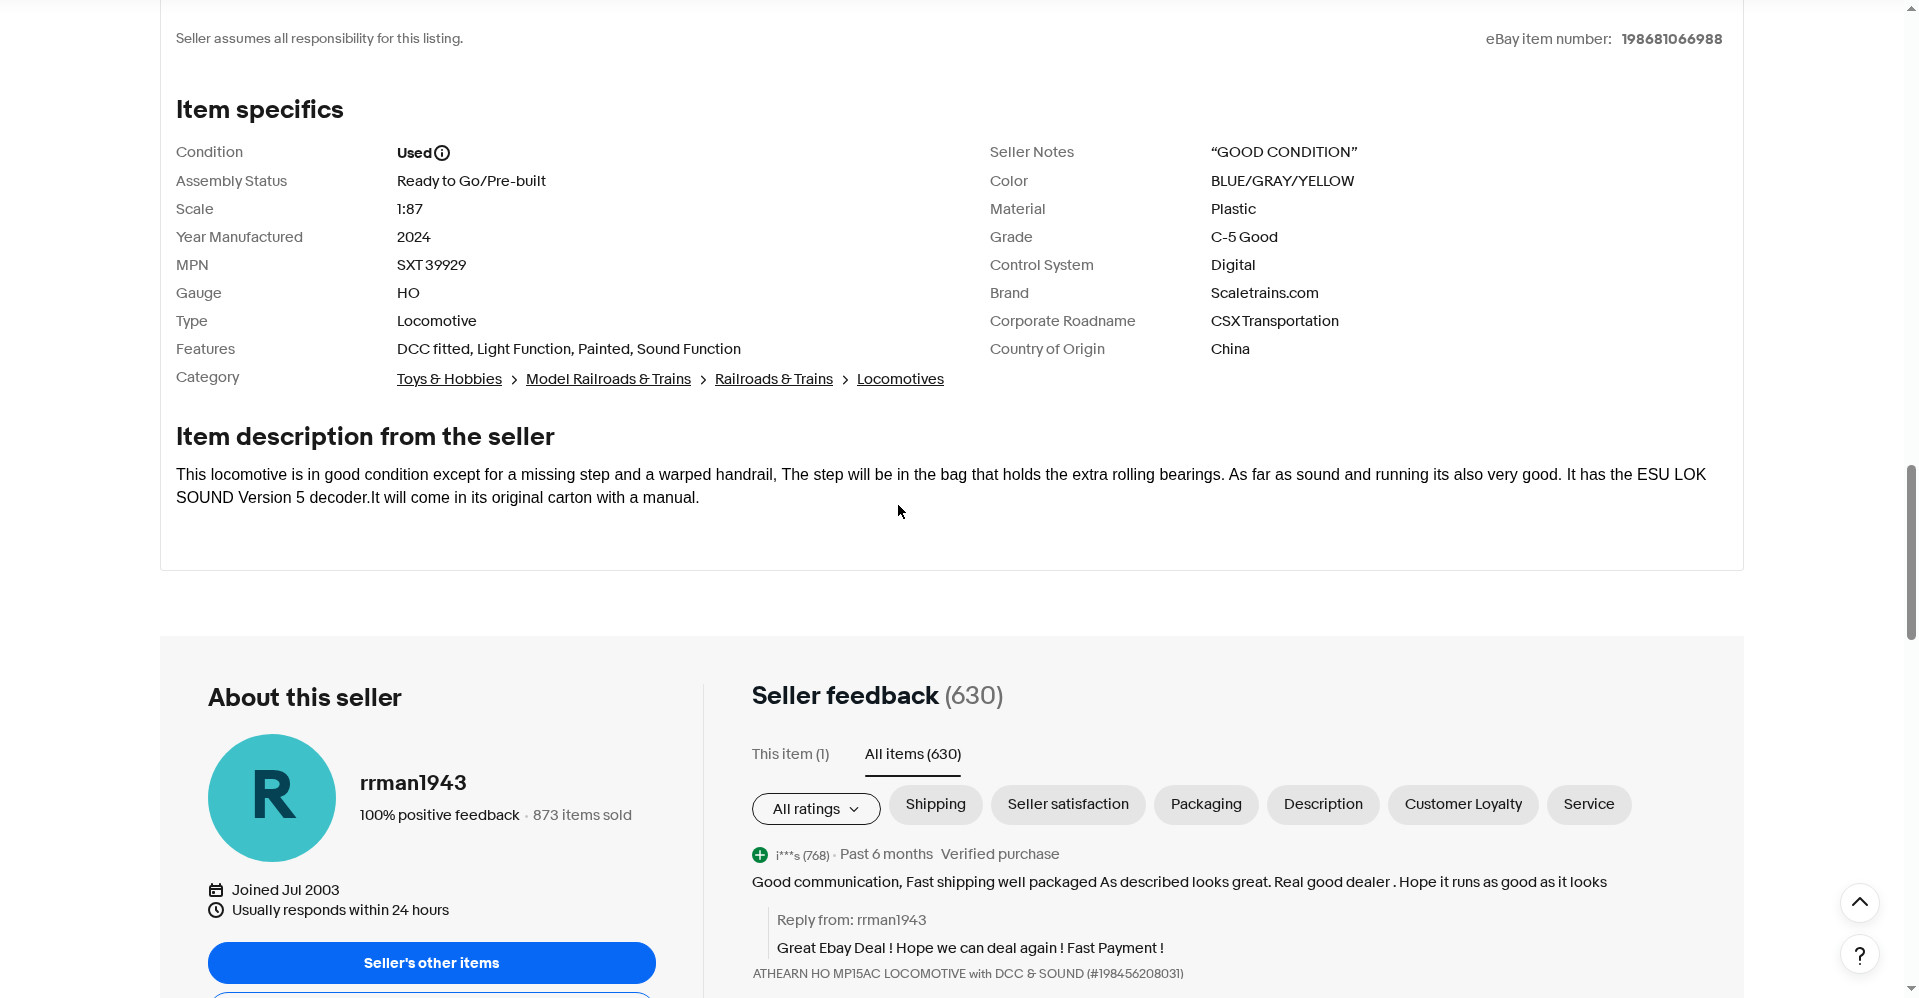 Seller assumes all responsibility for this listing.
eBay item number: 198681066988
Item specifics
Condition Used Seller Notes “GOOD CONDITION”
Assembly Status Ready to Go/Pre-built Color BLUE/GRAY/YELLOW
Scale 1:87 Material Plastic
Year Manufactured 2024 Grade C-5 Good
MPN SXT39929 Control System Digital
Gauge HO Brand Scaletrains.com
Type Locomotive Corporate Roadname CSX Transportation
Features DCC fitted, Light Function, Painted, Sound Function Country of Origin China
Category Toys & Hobbies > Model Railroads & Trains > Railroads & Trains > Locomotives
Item description from the seller
This locomotive is in good condition except for a missing step and a warped handrail, The step will be in the bag that holds the extra rolling bearings. As far as sound and running its also very good. It has the ESU LOK
SOUND Version 5 decoder.It will come in its original carton with a manual.
About this seller
R
rrman1943
100% positive feedback · 873 items sold
Joined Jul 2003
Usually responds within 24 hours
Seller's other items
Seller feedback (630)
This item (1) All items (630)
All ratings Shipping Seller satisfaction Packaging Description Customer Loyalty Service
i***s (768) · Past 6 months Verified purchase
Good communication, Fast shipping well packaged As described looks great. Real good dealer . Hope it runs as good as it looks
Reply from: rrman1943
Great Ebay Deal ! Hope we can deal again ! Fast Payment !
ATHEARN HO MP15AC LOCOMOTIVE with DCC & SOUND (#198456208031)
?